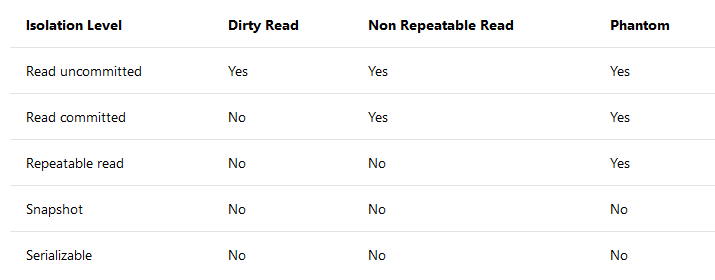 Isolation Level Dirty Read Non Repeatable Read Phantom
Read uncommitted Yes Yes Yes
Read committed No Yes Yes
Repeatable read No No Yes
Snapshot No No No
Serializable No No No